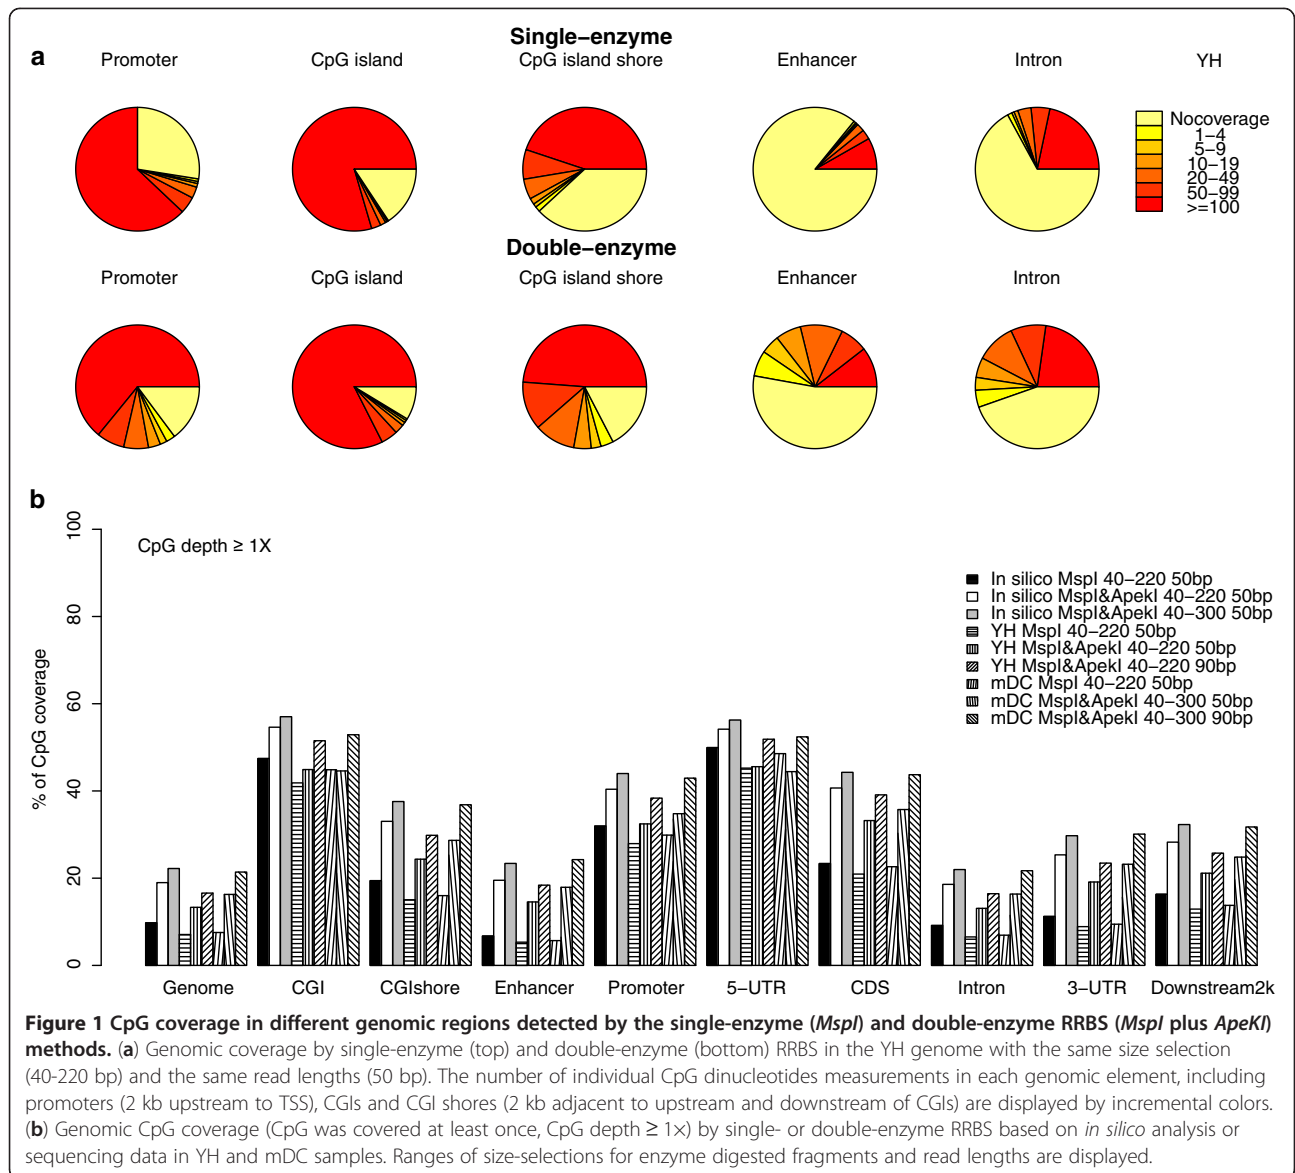 a
Single−enzyme
Promoter CpG island CpG island shore Enhancer Intron YH
Nocoverage
1−4
5−9
10−19
20−49
50−99
>=100
Double−enzyme
Promoter CpG island CpG island shore Enhancer Intron
b
CpG depth ≥ 1X
% of CpG coverage
100
80
60
40
20
0
In silico MspI 40−220 50bp
In silico MspI&ApekI 40−220 50bp
In silico MspI&ApekI 40−300 50bp
YH MspI 40−220 50bp
YH MspI&ApekI 40−220 50bp
YH MspI&ApekI 40−220 90bp
mDC MspI 40−220 50bp
mDC MspI&ApekI 40−300 50bp
mDC MspI&ApekI 40−300 90bp
Genome CGI CGIshore Enhancer Promoter 5−UTR CDS Intron 3−UTR Downstream2k
Figure 1 CpG coverage in different genomic regions detected by the single-enzyme (MspI) and double-enzyme RRBS (MspI plus ApeKI)
methods. (a) Genomic coverage by single-enzyme (top) and double-enzyme (bottom) RRBS in the YH genome with the same size selection
(40-220 bp) and the same read lengths (50 bp). The number of individual CpG dinucleotides measurements in each genomic element, including
promoters (2 kb upstream to TSS), CGIs and CGI shores (2 kb adjacent to upstream and downstream of CGIs) are displayed by incremental colors.
(b) Genomic CpG coverage (CpG was covered at least once, CpG depth ≥ 1×) by single- or double-enzyme RRBS based on in silico analysis or
sequencing data in YH and mDC samples. Ranges of size-selections for enzyme digested fragments and read lengths are displayed.